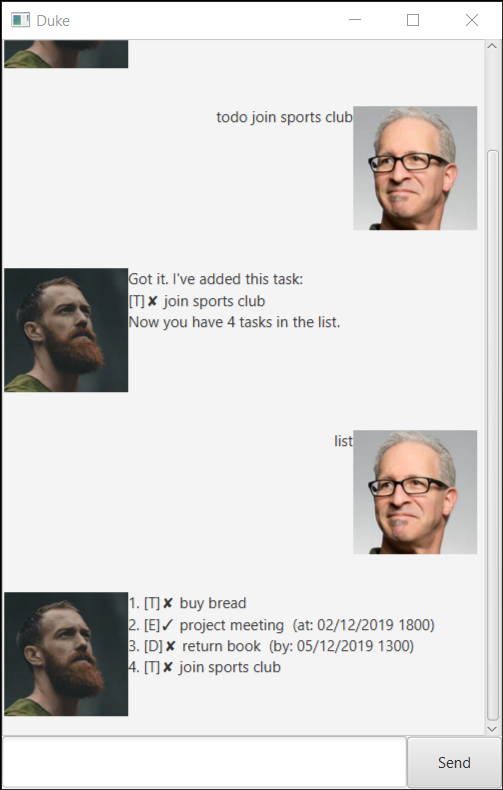 Duke
todo join sports club
Got it. I've added this task:
[T]✘ join sports club
Now you have 4 tasks in the list.
list
1. [T]✘ buy bread
2. [E]✓ project meeting  (at: 02/12/2019 1800)
3. [D]✘ return book  (by: 05/12/2019 1300)
4. [T]✘ join sports club
Send